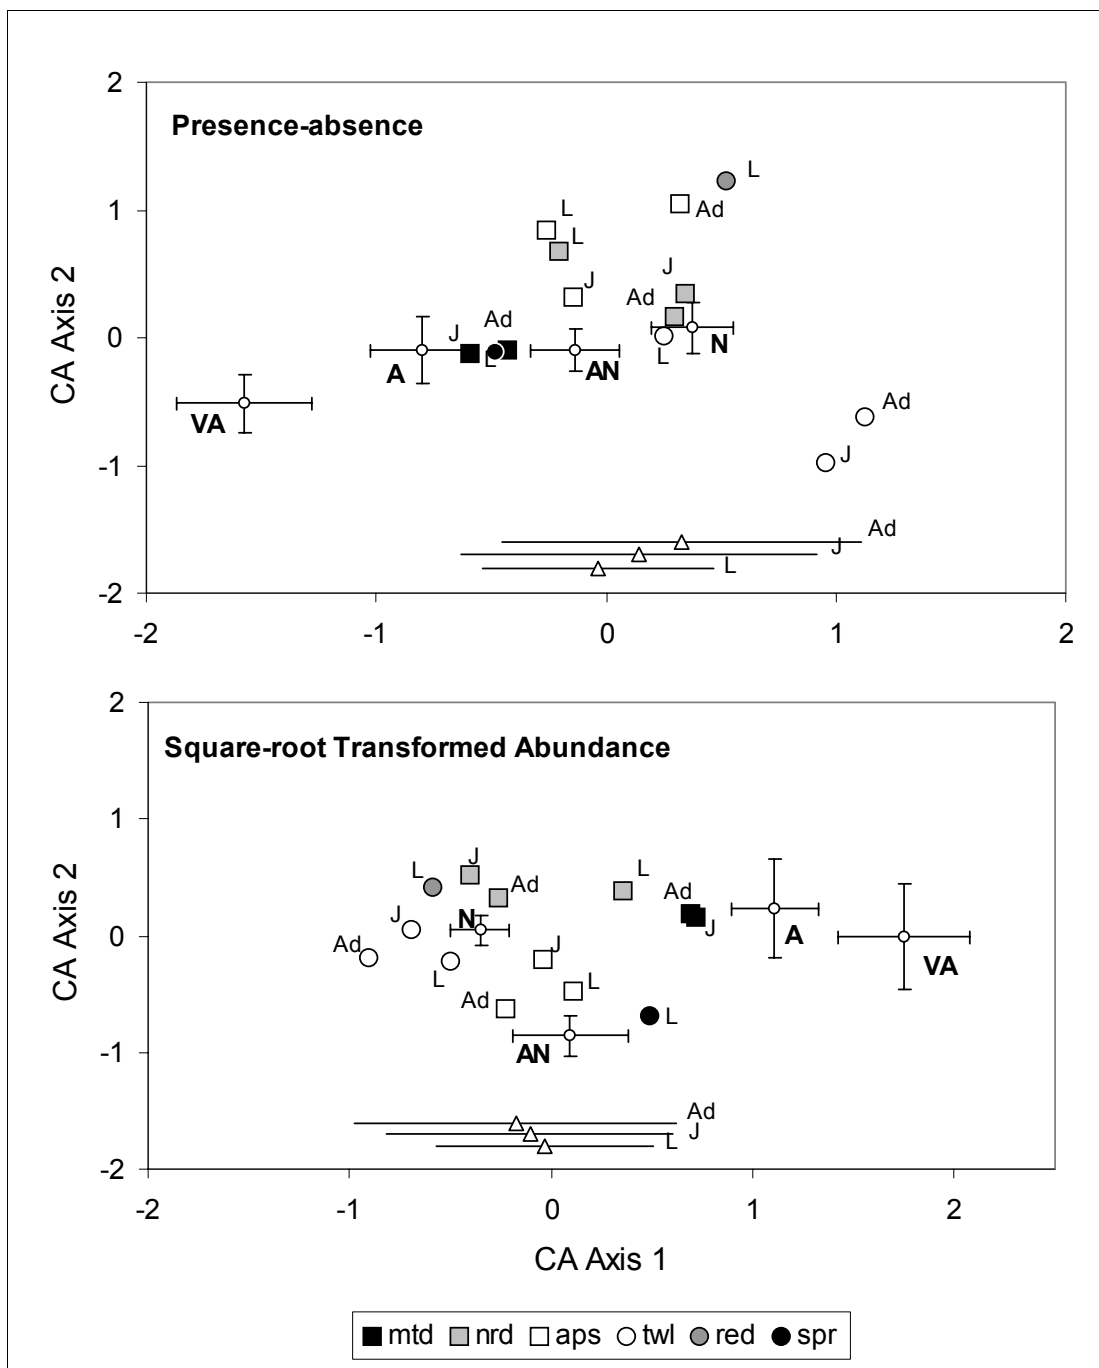 2
Presence-absence
L
1
L
Ad
L
J
J
Ad
CA Axis 2
0
J
Ad
L
A
AN
L
N
VA
Ad
-1
J
Ad
J
L
-2
-2 -1 0 1 2
2
Square-root Transformed Abundance
1
J
L
L
Ad
J
N
Ad
J
A
CA Axis 2
0
Ad
J
VA
L
L
Ad
L
AN
-1
Ad
J
L
-2
-2 -1 0 1 2
CA Axis 1
mtd nrd aps twl red spr